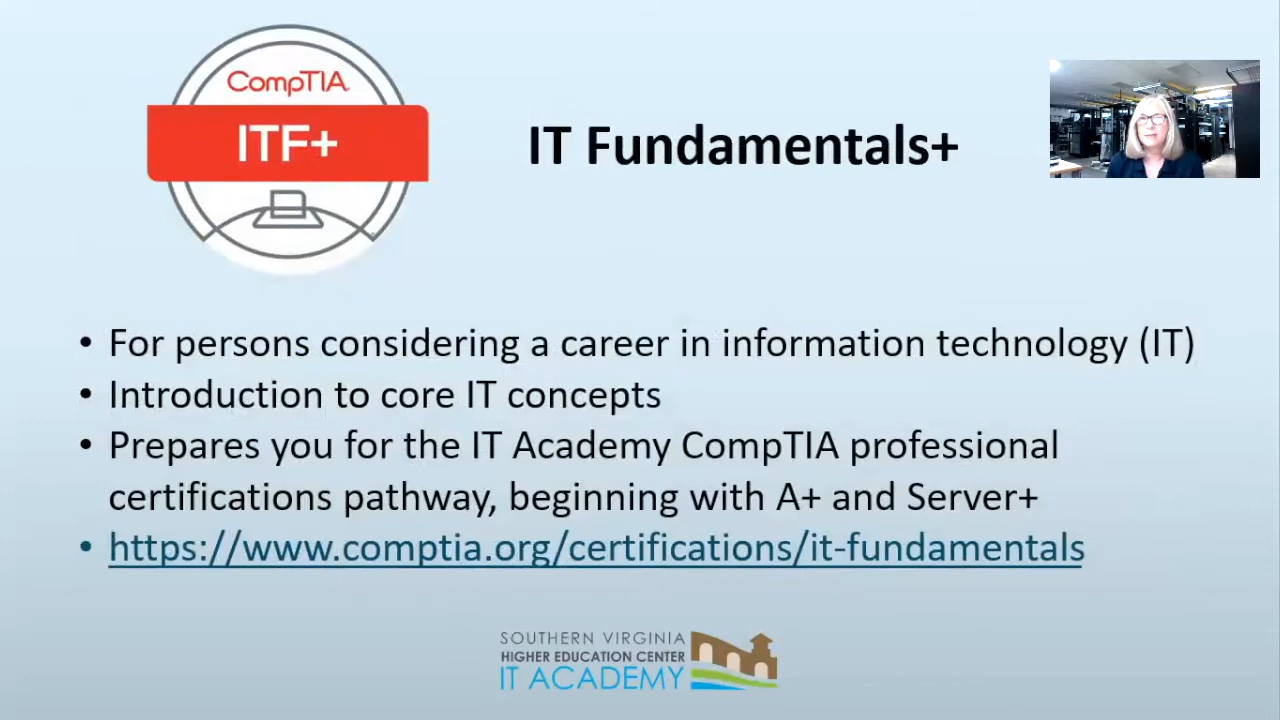 CompTIA
ITF+
IT Fundamentals+
• For persons considering a career in information technology (IT)
• Introduction to core IT concepts
• Prepares you for the IT Academy CompTIA professional
certifications pathway, beginning with A+ and Server+
• https://www.comptia.org/certifications/it-fundamentals
SOUTHERN VIRGINIA
HIGHER EDUCATION CENTER
IT ACADEMY